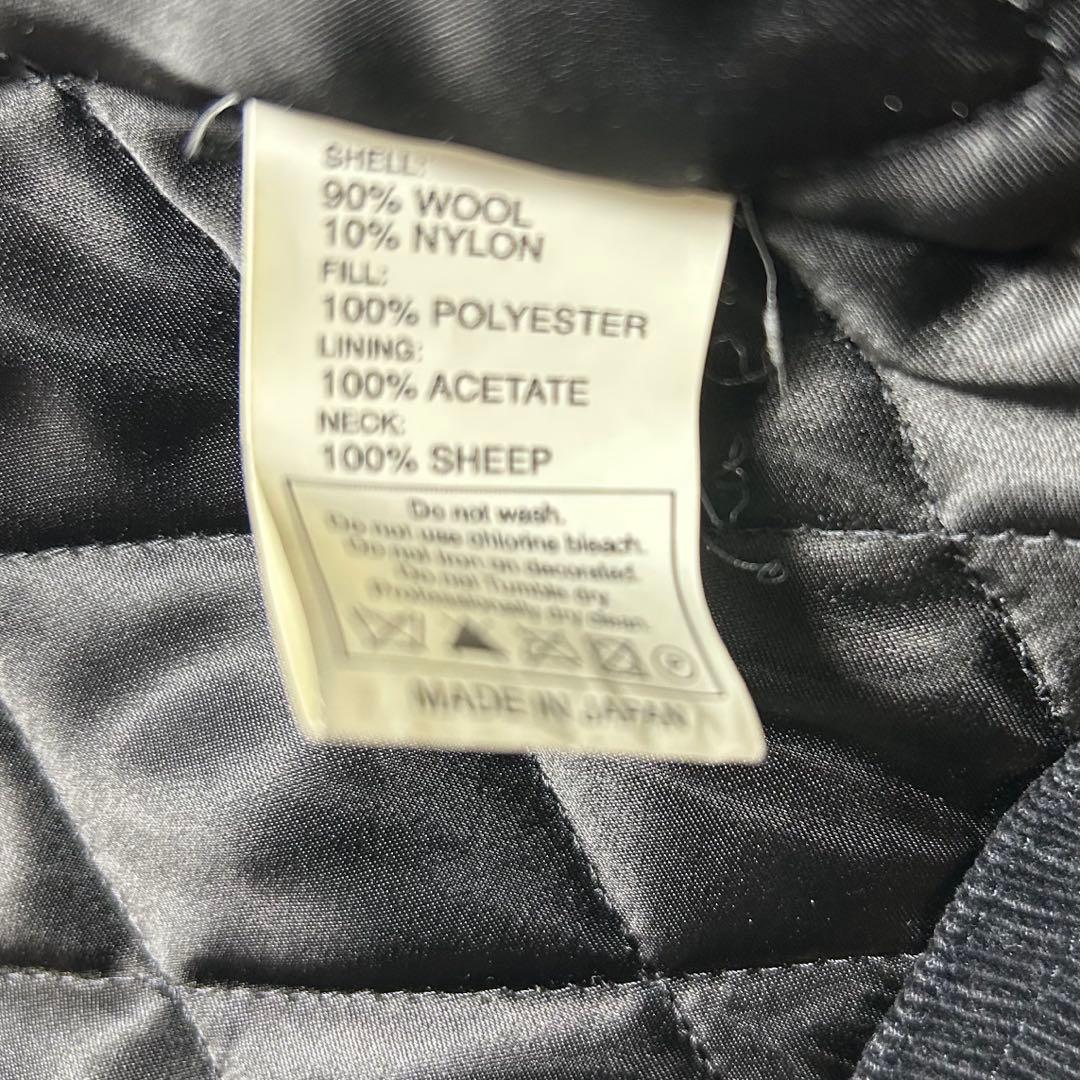 SHELL:
90% WOOL
10% NYLON
FILL:
100% POLYESTER
LINING:
100% ACETATE
NECK:
100% SHEEP
Do not wash.
Do not use chlorine bleach.
Do not Iron on decorated.
Do not Tumble dry
Professionally dry clean.
MADE IN JAPAN